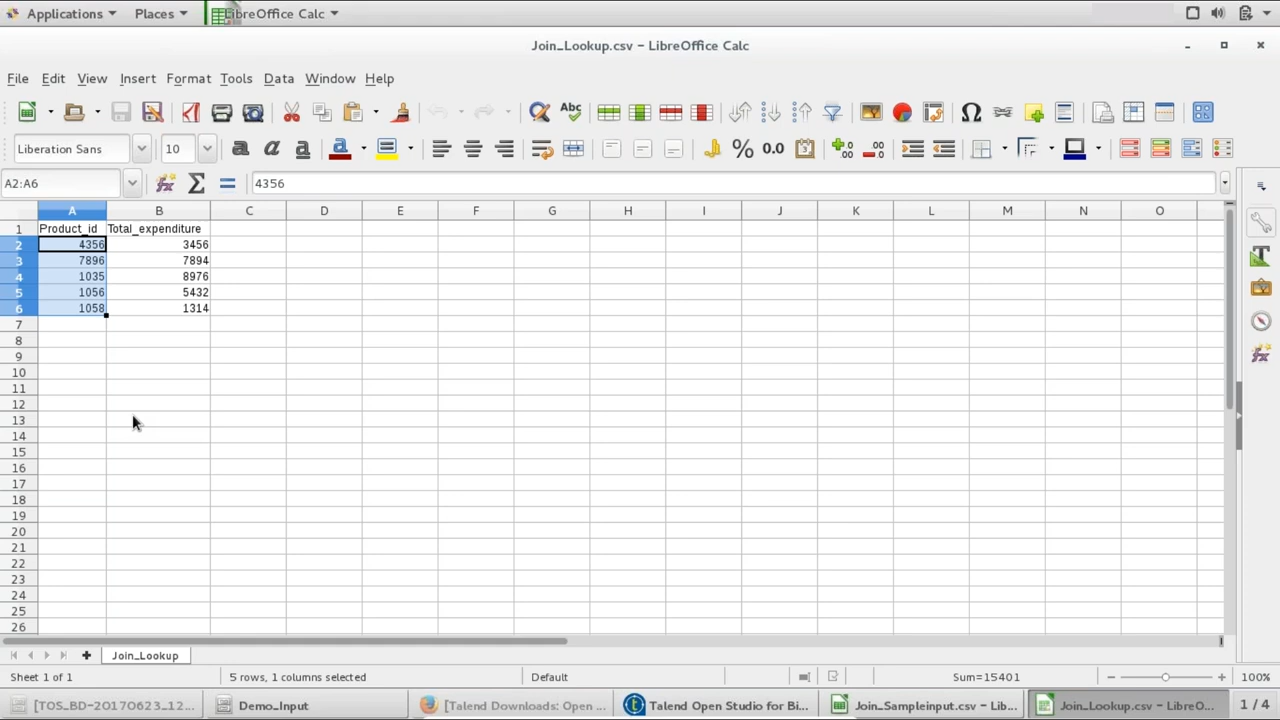 Applications Places LibreOffice Calc
Join_Lookup.csv – LibreOffice Calc
File Edit View Insert Format Tools Data Window Help
Abc
Liberation Sans 10 a a a a % 0.0
A2:A6 fx Σ = 4356
A B C D E F G H I J K L M N O
1 Product_id Total_expenditure
2 4356 3456
3 7896 7894
4 1035 8976
5 1056 5432
6 1058 1314
7
8
9
10
11
12
13
14
15
16
17
18
19
20
21
22
23
24
25
26
Join_Lookup
Sheet 1 of 1 5 rows, 1 columns selected Default Sum=15401 100%
[TOS_BD-20170623_12... Demo_Input [Talend Downloads: Open ... Talend Open Studio for Bi... Join_Sampleinput.csv – Lib... Join_Lookup.csv – LibreO... 1 / 4